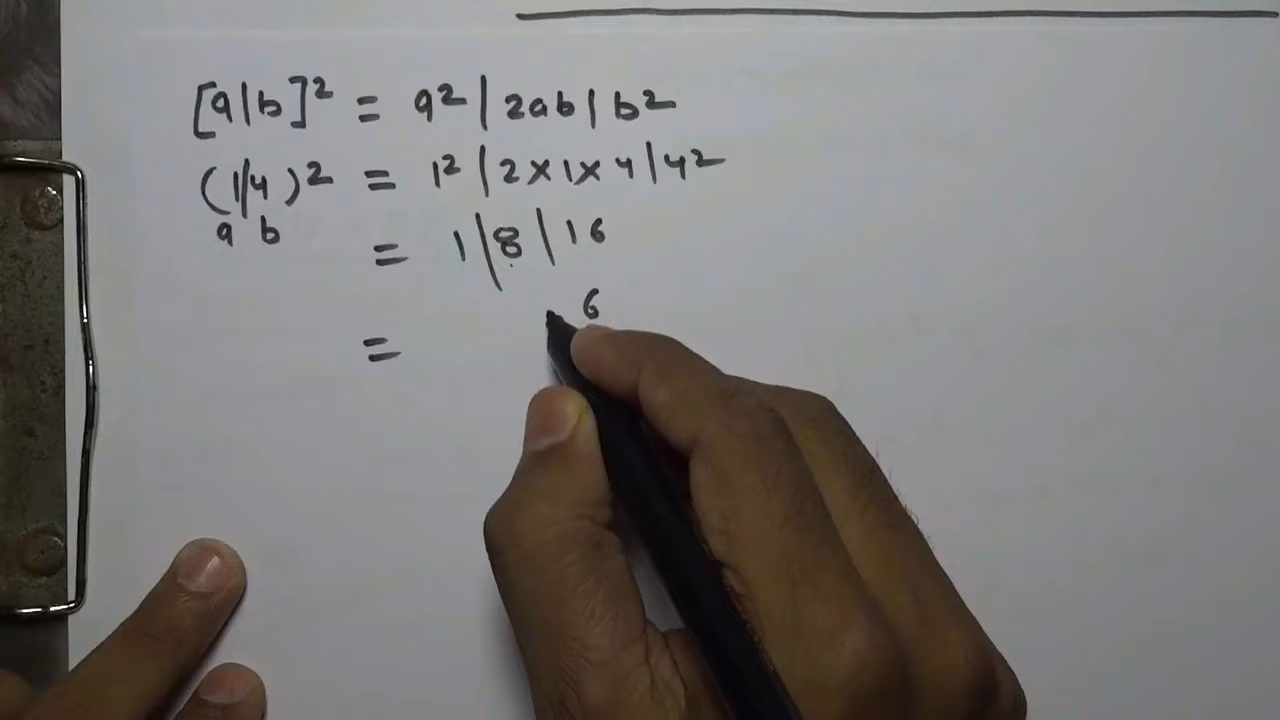 [a|b]² = a² | 2ab | b²
(1/4)² = 1² | 2×1×4 | 4²
a b
= 1 | 8 | 16
6
=